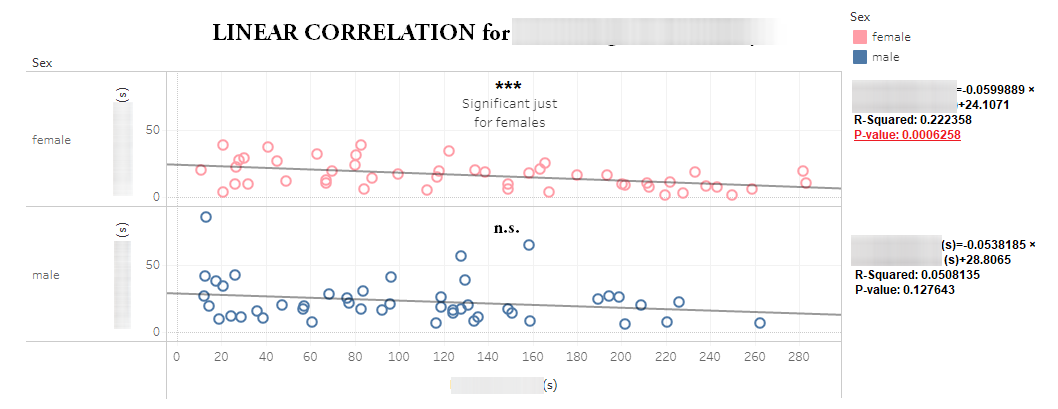 LINEAR CORRELATION for
Sex
female
male
Sex
(s)
female
50
0
***
Significant just
for females
=-0.0599889 ×
+24.1071
R-Squared: 0.222358
P-value: 0.0006258
(s)
male
50
0
n.s.
(s)=-0.0538185 ×
(s)+28.8065
R-Squared: 0.0508135
P-value: 0.127643
0 20 40 60 80 100 120 140 160 180 200 220 240 260 280
(s)